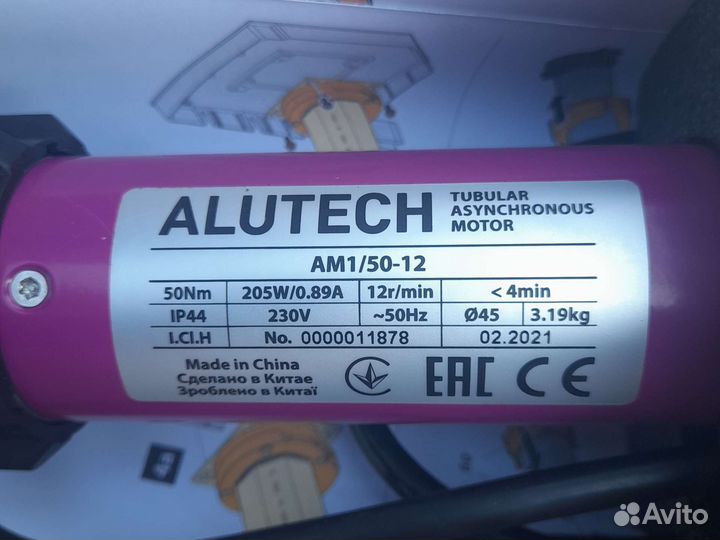 ALUTECH
TUBULAR
ASYNCHRONOUS
MOTOR
AM1/50-12
50Nm 205W/0.89A 12r/min < 4min
IP44 230V ~50Hz Ø45 3.19kg
I.Cl.H No. 0000011878 02.2021
Made in China
Сделано в Китае
Зроблено в Китаї
EAC CE
Avito